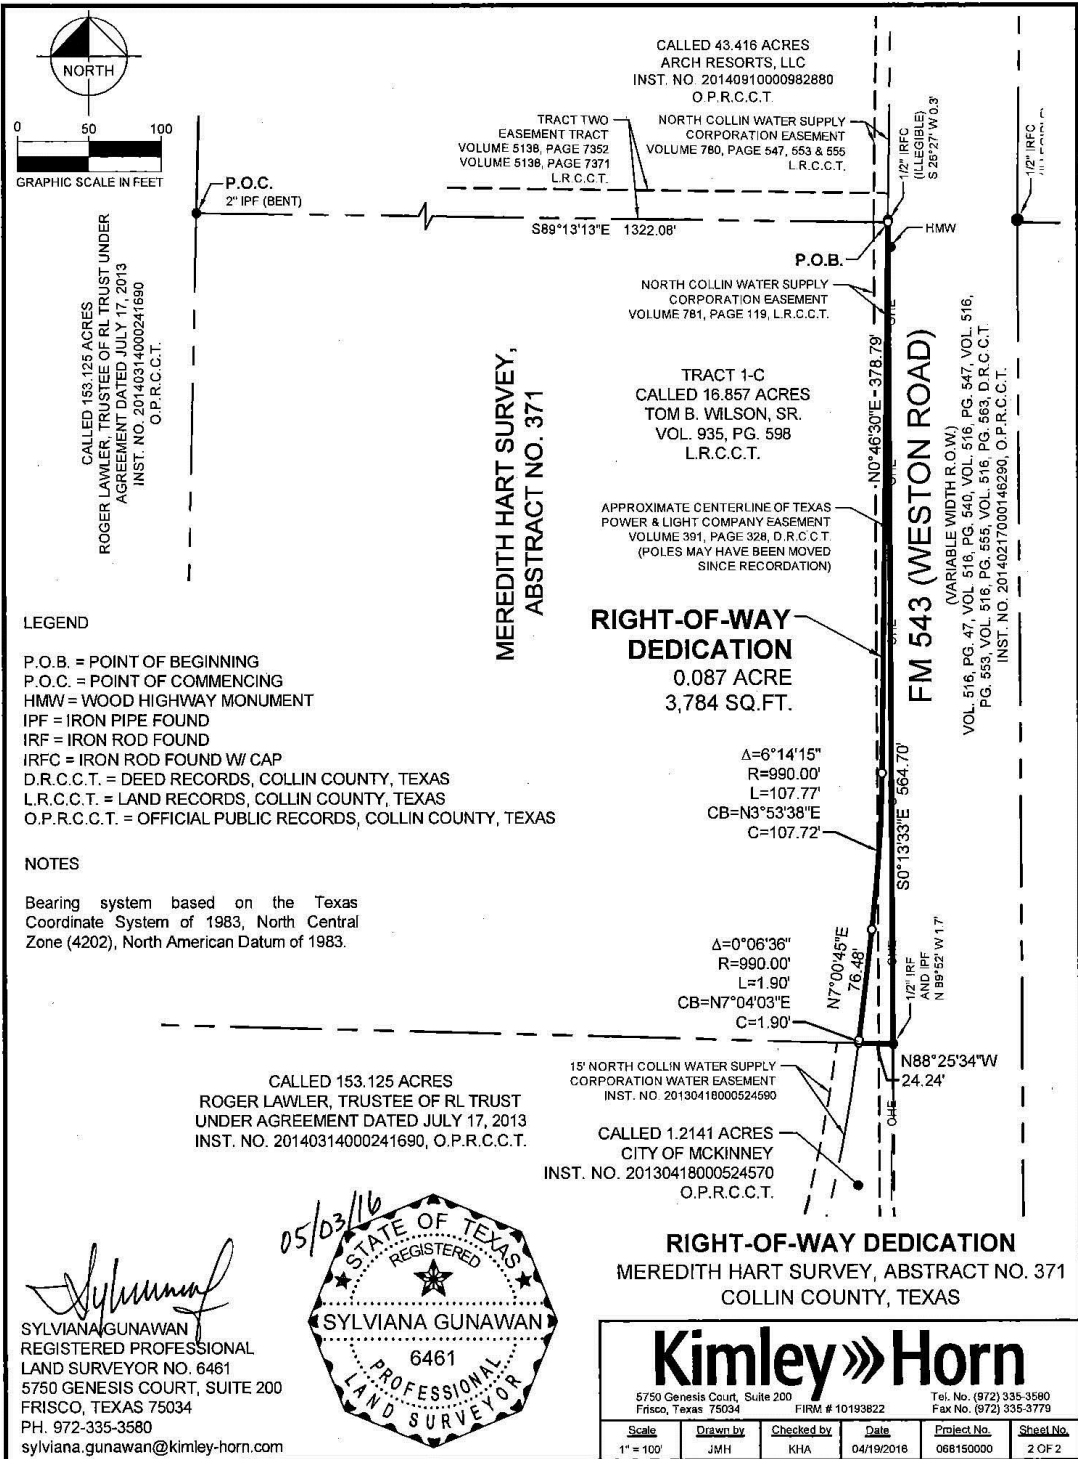 NORTH
0 50 100
GRAPHIC SCALE IN FEET
P.O.C.
2" IPF (BENT)
CALLED 153.125 ACRES
ROGER LAWLER, TRUSTEE OF RL TRUST UNDER
AGREEMENT DATED JULY 17, 2013
INST. NO. 20140314000241690
O.P.R.C.C.T.
CALLED 43.416 ACRES
ARCH RESORTS, LLC
INST. NO. 20140910000982880
O.P.R.C.C.T.
TRACT TWO
EASEMENT TRACT
VOLUME 5138, PAGE 7352
VOLUME 5138, PAGE 7371
L.R.C.C.T.
NORTH COLLIN WATER SUPPLY
CORPORATION EASEMENT
VOLUME 780, PAGE 547, 553 & 555
L.R.C.C.T.
1/2" IRFC
(ILLEGIBLE)
S 26°27' W 0.3'
1/2" IRFC
S89°13'13"E 1322.08'
HMW
P.O.B.
NORTH COLLIN WATER SUPPLY
CORPORATION EASEMENT
VOLUME 781, PAGE 119, L.R.C.C.T.
MEREDITH HART SURVEY,
ABSTRACT NO. 371
TRACT 1-C
CALLED 16.857 ACRES
TOM B. WILSON, SR.
VOL. 935, PG. 598
L.R.C.C.T.
N0°46'30"E - 378.79'
OHE
OHE
OHE
FM 543 (WESTON ROAD)
(VARIABLE WIDTH R.O.W.)
VOL. 516, PG. 47, VOL. 516, PG. 540, VOL. 516, PG. 547, VOL. 516,
PG. 553, VOL. 516, PG. 555, VOL. 516, PG. 563, D.R.C.C.T.
INST. NO. 20140217000146290, O.P.R.C.C.T.
APPROXIMATE CENTERLINE OF TEXAS
POWER & LIGHT COMPANY EASEMENT
VOLUME 391, PAGE 328, D.R.C.C.T.
(POLES MAY HAVE BEEN MOVED
SINCE RECORDATION)
RIGHT-OF-WAY
DEDICATION
0.087 ACRE
3,784 SQ.FT.
LEGEND
P.O.B. = POINT OF BEGINNING
P.O.C. = POINT OF COMMENCING
HMW = WOOD HIGHWAY MONUMENT
IPF = IRON PIPE FOUND
IRF = IRON ROD FOUND
IRFC = IRON ROD FOUND W/ CAP
D.R.C.C.T. = DEED RECORDS, COLLIN COUNTY, TEXAS
L.R.C.C.T. = LAND RECORDS, COLLIN COUNTY, TEXAS
O.P.R.C.C.T. = OFFICIAL PUBLIC RECORDS, COLLIN COUNTY, TEXAS
NOTES
Bearing system based on the Texas
Coordinate System of 1983, North Central
Zone (4202), North American Datum of 1983.
Δ=6°14'15"
R=990.00'
L=107.77'
CB=N3°53'38"E
C=107.72'
S0°13'33"E 564.70'
Δ=0°06'36"
R=990.00'
L=1.90'
CB=N7°04'03"E
C=1.90'
N7°00'45"E
76.48'
OHE
1/2" IRF
AND IPF
N 89°52' W 1.7'
N88°25'34"W
24.24'
OHE
15' NORTH COLLIN WATER SUPPLY
CORPORATION WATER EASEMENT
INST. NO. 20130418000524590
CALLED 153.125 ACRES
ROGER LAWLER, TRUSTEE OF RL TRUST
UNDER AGREEMENT DATED JULY 17, 2013
INST. NO. 20140314000241690, O.P.R.C.C.T.
CALLED 1.2141 ACRES
CITY OF MCKINNEY
INST. NO. 20130418000524570
O.P.R.C.C.T.
05/03/16
STATE OF TEXAS
REGISTERED
SYLVIANA GUNAWAN
6461
PROFESSIONAL
LAND SURVEYOR
SYLVIANA GUNAWAN
REGISTERED PROFESSIONAL
LAND SURVEYOR NO. 6461
5750 GENESIS COURT, SUITE 200
FRISCO, TEXAS 75034
PH. 972-335-3580
sylviana.gunawan@kimley-horn.com
RIGHT-OF-WAY DEDICATION
MEREDITH HART SURVEY, ABSTRACT NO. 371
COLLIN COUNTY, TEXAS
Kimley»Horn
5750 Genesis Court, Suite 200
Frisco, Texas 75034 FIRM # 10193822
Tel. No. (972) 335-3580
Fax No. (972) 335-3779
Scale Drawn by Checked by Date Project No. Sheet No.
1" = 100' JMH KHA 04/19/2016 068150000 2 OF 2